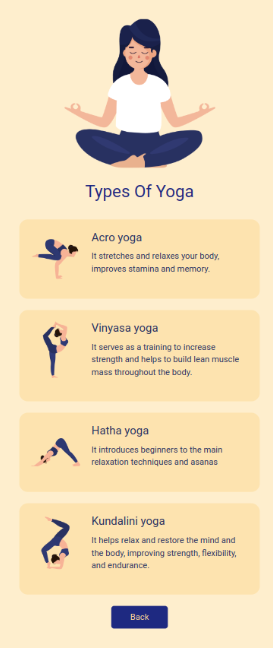 Types Of Yoga
Acro yoga
It stretches and relaxes your body,
improves stamina and memory.
Vinyasa yoga
It serves as a training to increase
strength and helps to build lean muscle
mass throughout the body.
Hatha yoga
It introduces beginners to the main
relaxation techniques and asanas
Kundalini yoga
It helps relax and restore the mind and
the body, improving strength, flexibility,
and endurance.
Back